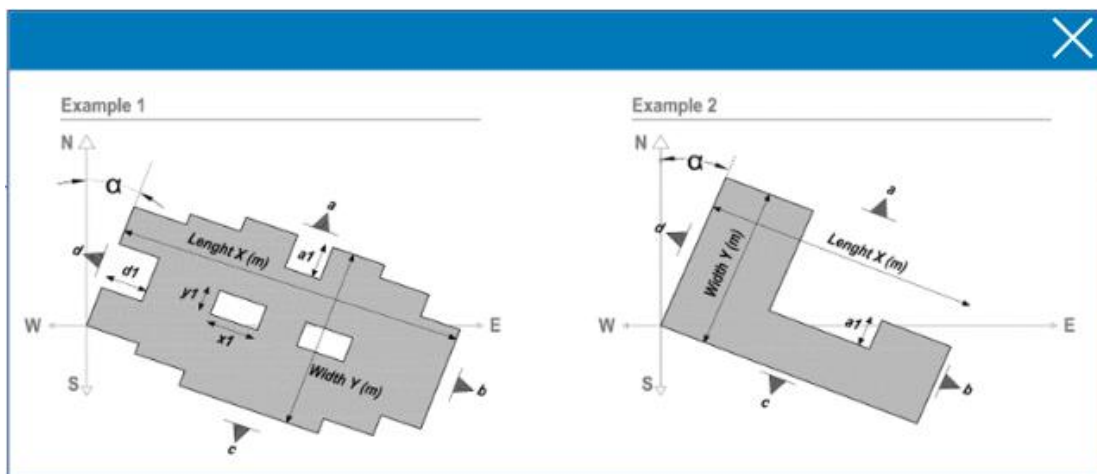 Example 1
N
α
a
d
Lenght X (m)
a1
d1
y1
x1
W
E
Width Y (m)
S
b
c
Example 2
N
α
a
d
Width Y (m)
Lenght X (m)
W
a1
E
S
c
b